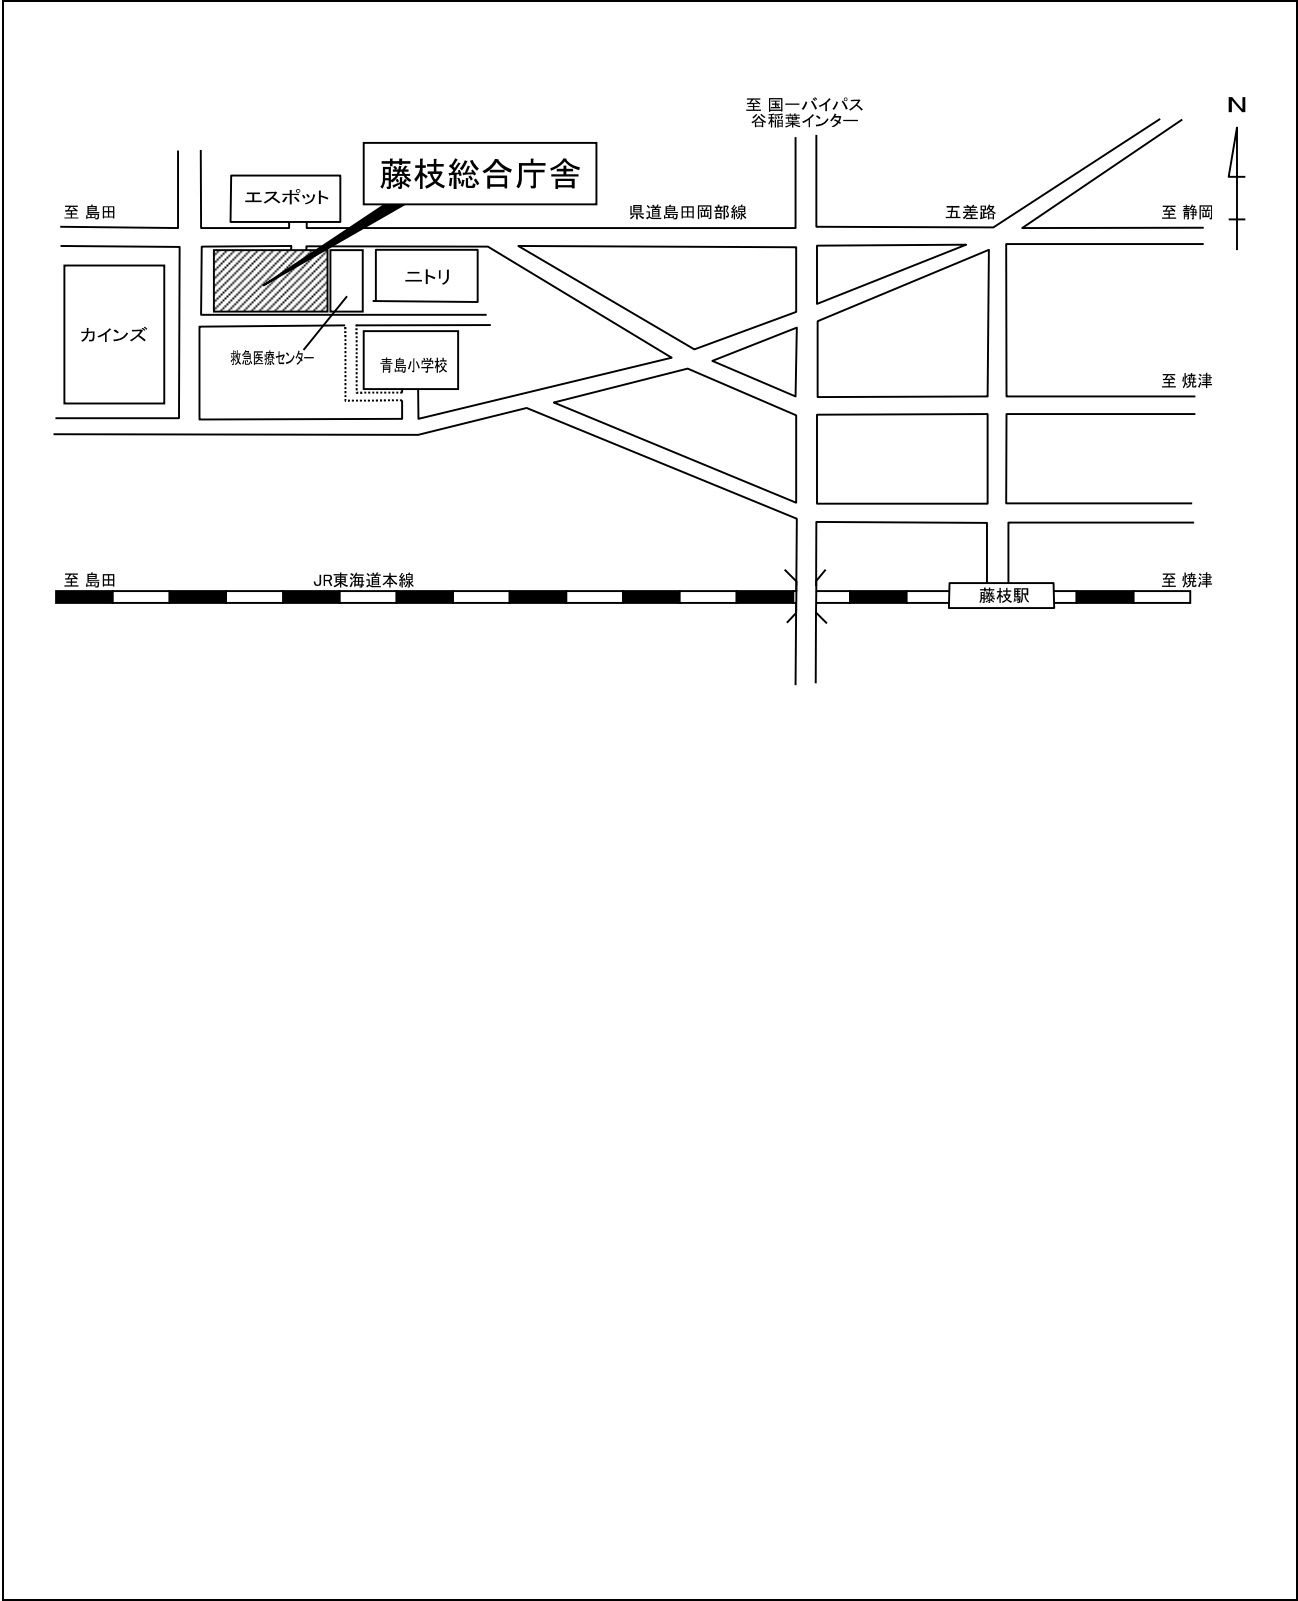 至 国一バイパス
谷稲葉インター
N
藤枝総合庁舎
エスポット
至 島田
県道島田岡部線
五差路
至 静岡
ニトリ
カインズ
救急医療センター
青島小学校
至 焼津
至 島田
JR東海道本線
至 焼津
藤枝駅